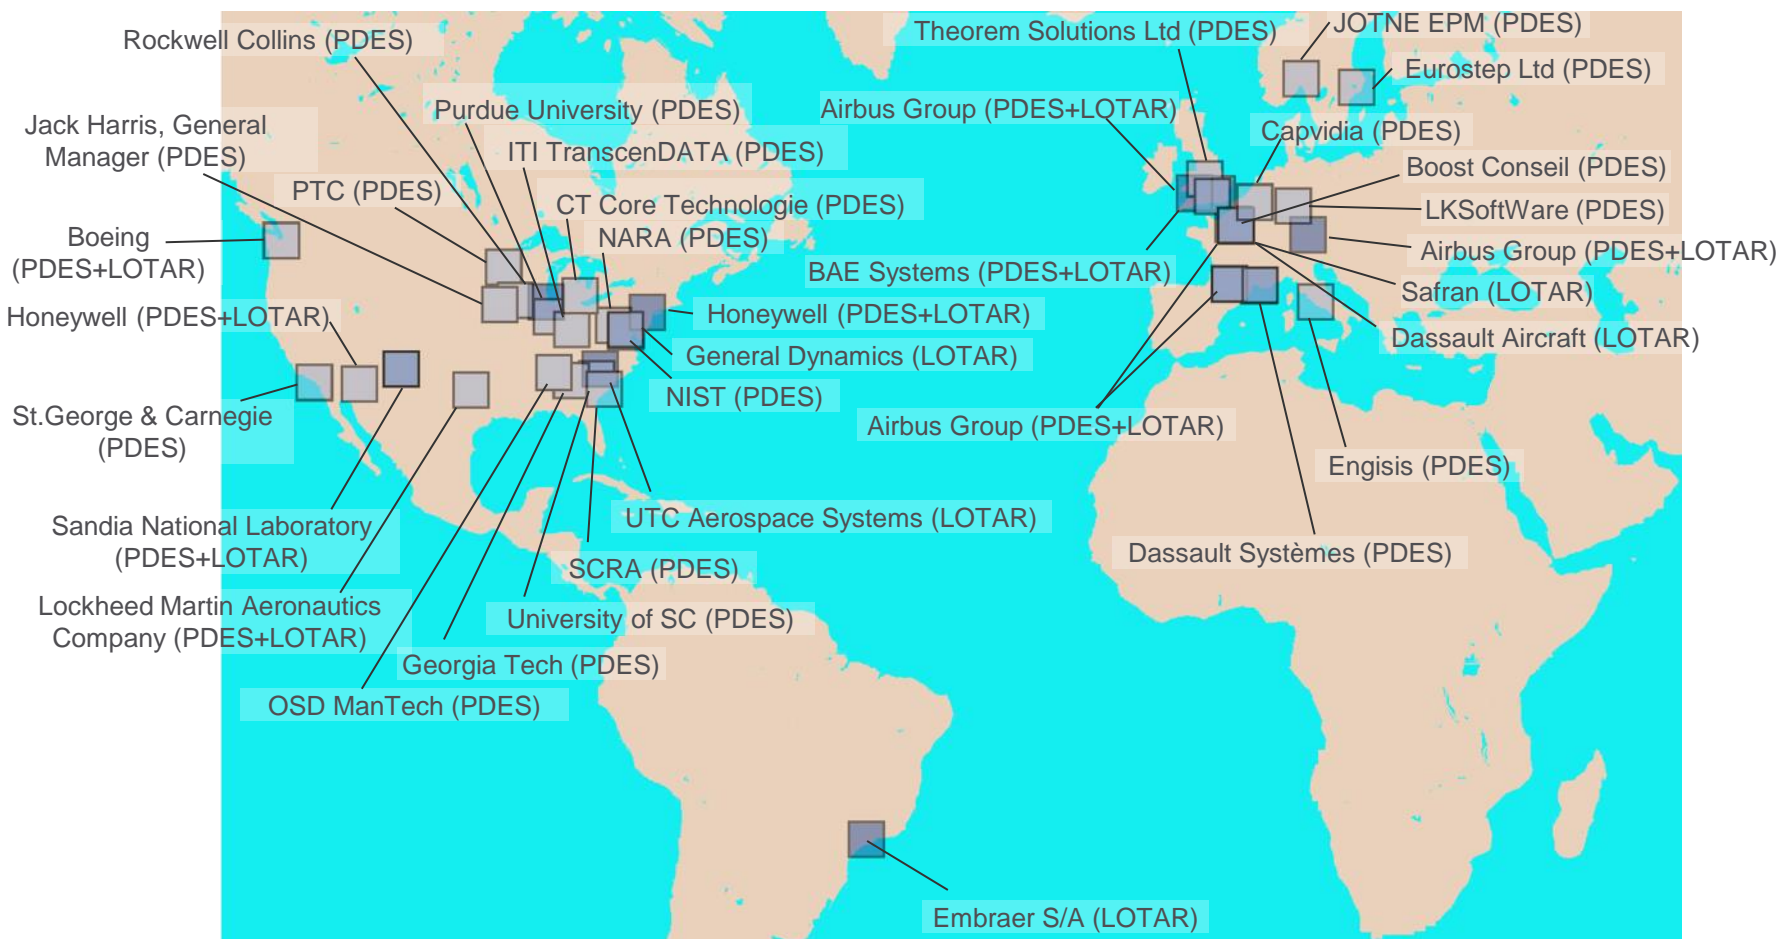 Rockwell Collins (PDES)
Purdue University (PDES)
Jack Harris, General
Manager (PDES)
ITI TranscenDATA (PDES)
PTC (PDES)
CT Core Technologie (PDES)
NARA (PDES)
Boeing
(PDES+LOTAR)
Honeywell (PDES+LOTAR)
Honeywell (PDES+LOTAR)
General Dynamics (LOTAR)
NIST (PDES)
St.George & Carnegie
(PDES)
Sandia National Laboratory
(PDES+LOTAR)
UTC Aerospace Systems (LOTAR)
SCRA (PDES)
Lockheed Martin Aeronautics
Company (PDES+LOTAR)
University of SC (PDES)
Georgia Tech (PDES)
OSD ManTech (PDES)
Theorem Solutions Ltd (PDES)
JOTNE EPM (PDES)
Eurostep Ltd (PDES)
Airbus Group (PDES+LOTAR)
Capvidia (PDES)
Boost Conseil (PDES)
LKSoftWare (PDES)
Airbus Group (PDES+LOTAR)
BAE Systems (PDES+LOTAR)
Safran (LOTAR)
Dassault Aircraft (LOTAR)
Airbus Group (PDES+LOTAR)
Engisis (PDES)
Dassault Systèmes (PDES)
Embraer S/A (LOTAR)